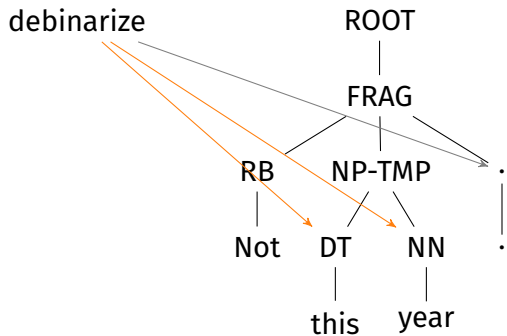 debinarize ROOT
FRAG
RB NP-TMP .
Not DT NN .
this year